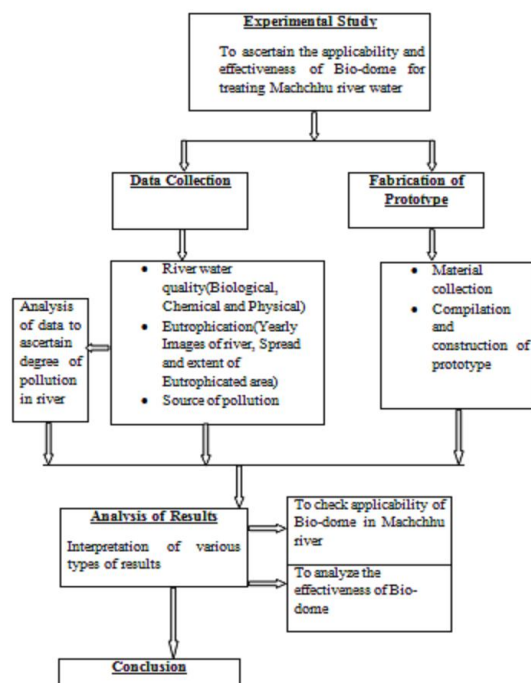 Experimental Study
To ascertain the applicability and
effectiveness of Bio-dome for
treating Machchhu river water
Data Collection
Fabrication of
Prototype
• River water
quality(Biological,
Chemical and Physical)
• Eutrophication(Yearly
Images of river, Spread
and extent of
Eutrophicated area)
• Source of pollution
• Material
collection
• Compilation
and
construction of
prototype
Analysis
of data to
ascertain
degree of
pollution
in river
Analysis of Results
Interpretation of various
types of results
To check applicability of
Bio-dome in Machchhu
river
To analyze the
effectiveness of Bio-
dome
Conclusion